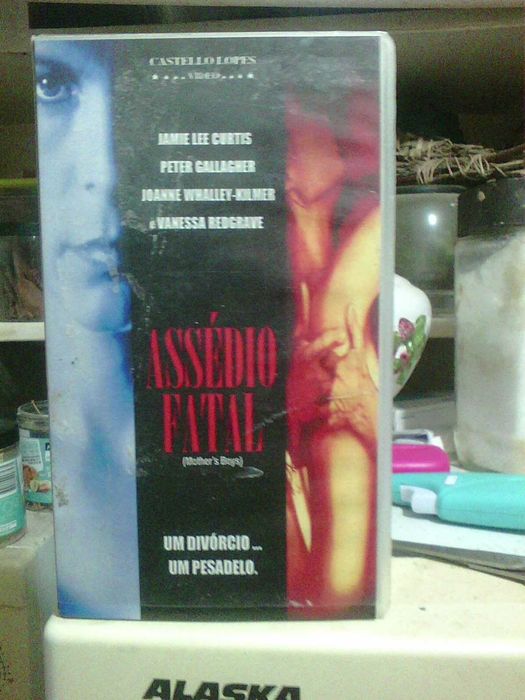 CASTELLO LOPES
VIDEO
JAMIE LEE CURTIS
PETER GALLAGHER
JOANNE WHALLEY-KILMER
e VANESSA REDGRAVE
ASSÉDIO
FATAL
(Mother's Boys)
UM DIVÓRCIO...
UM PESADELO.
ALASKA